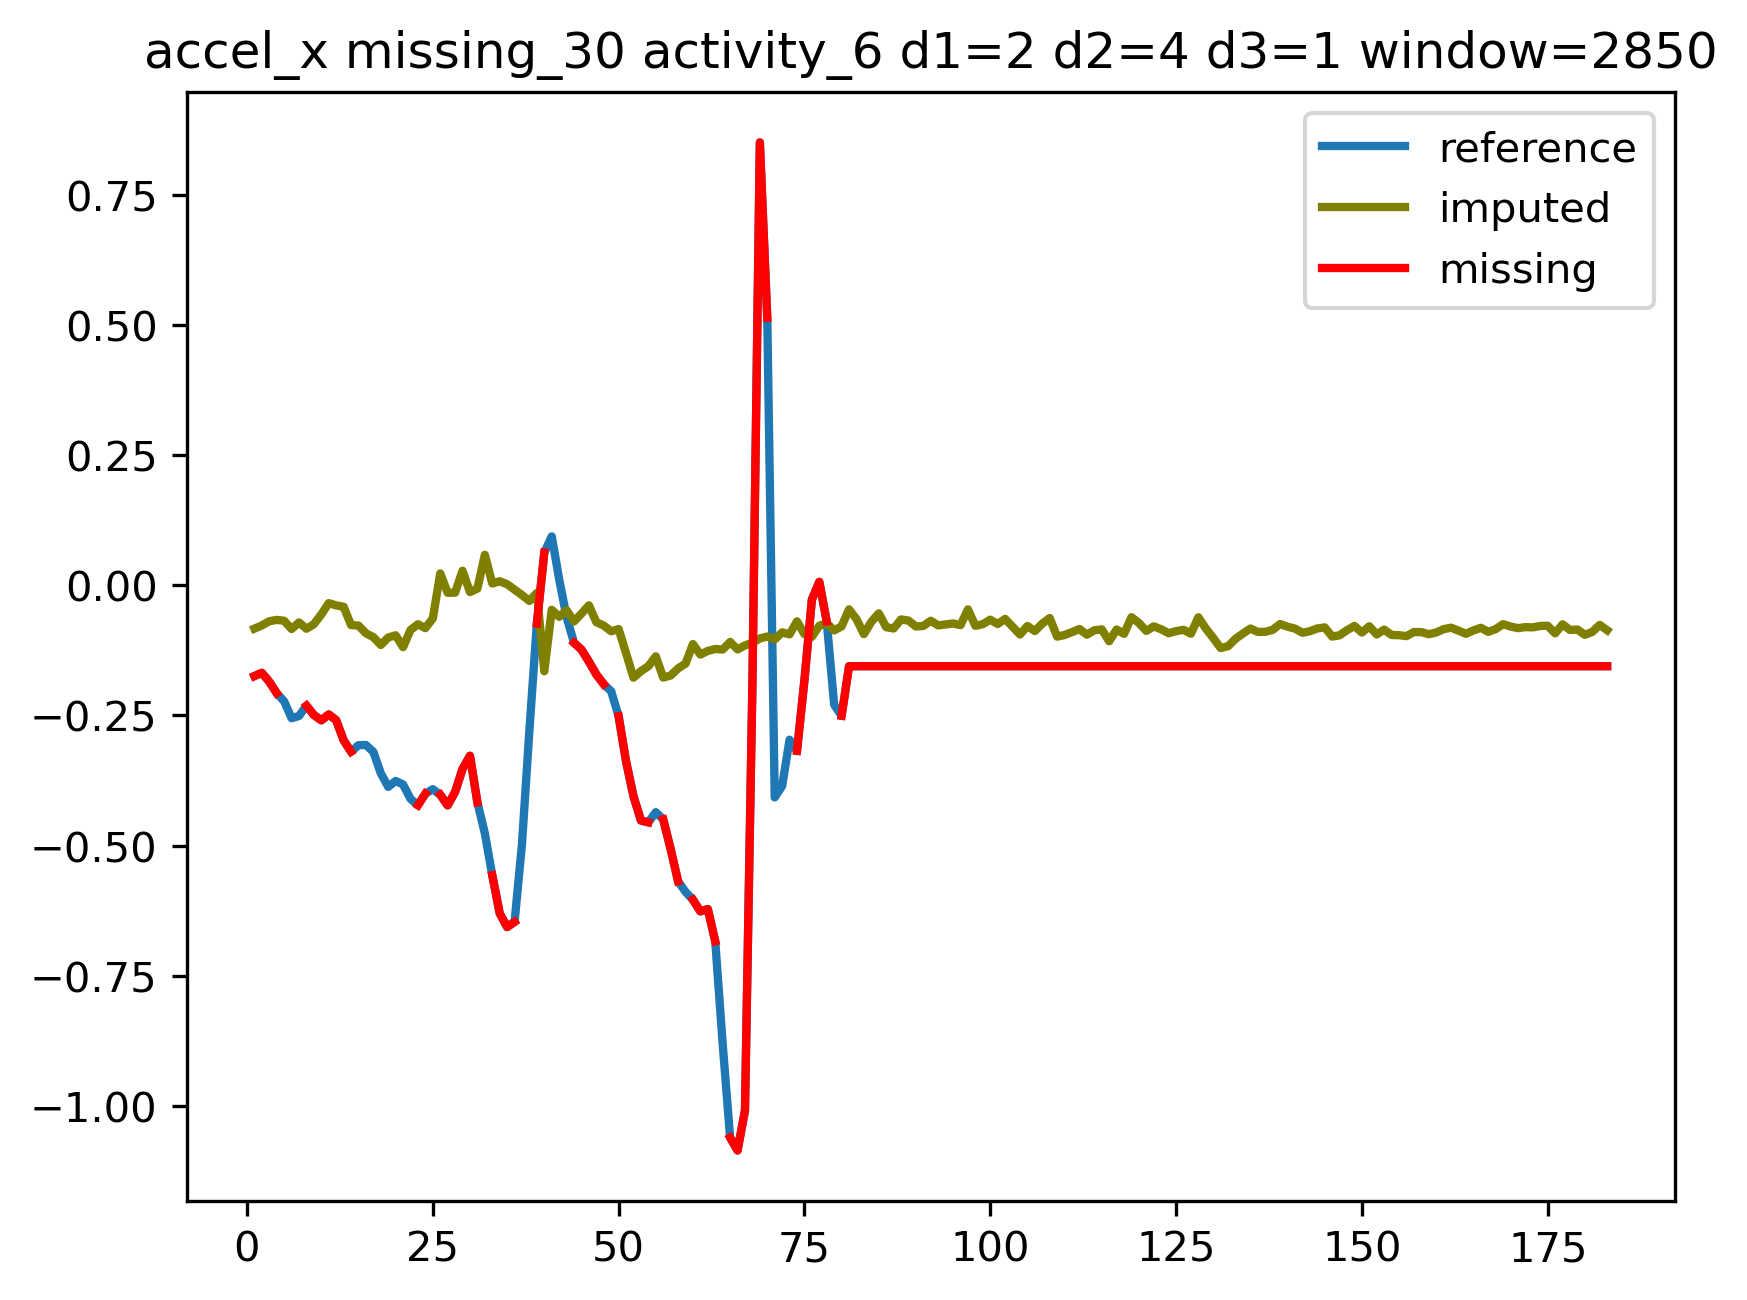 accel_x missing_30 activity_6 d1=2 d2=4 d3=1 window=2850
reference
imputed
missing
0.75
0.50
0.25
0.00
−0.25
−0.50
−0.75
−1.00
0 25 50 75 100 125 150 175